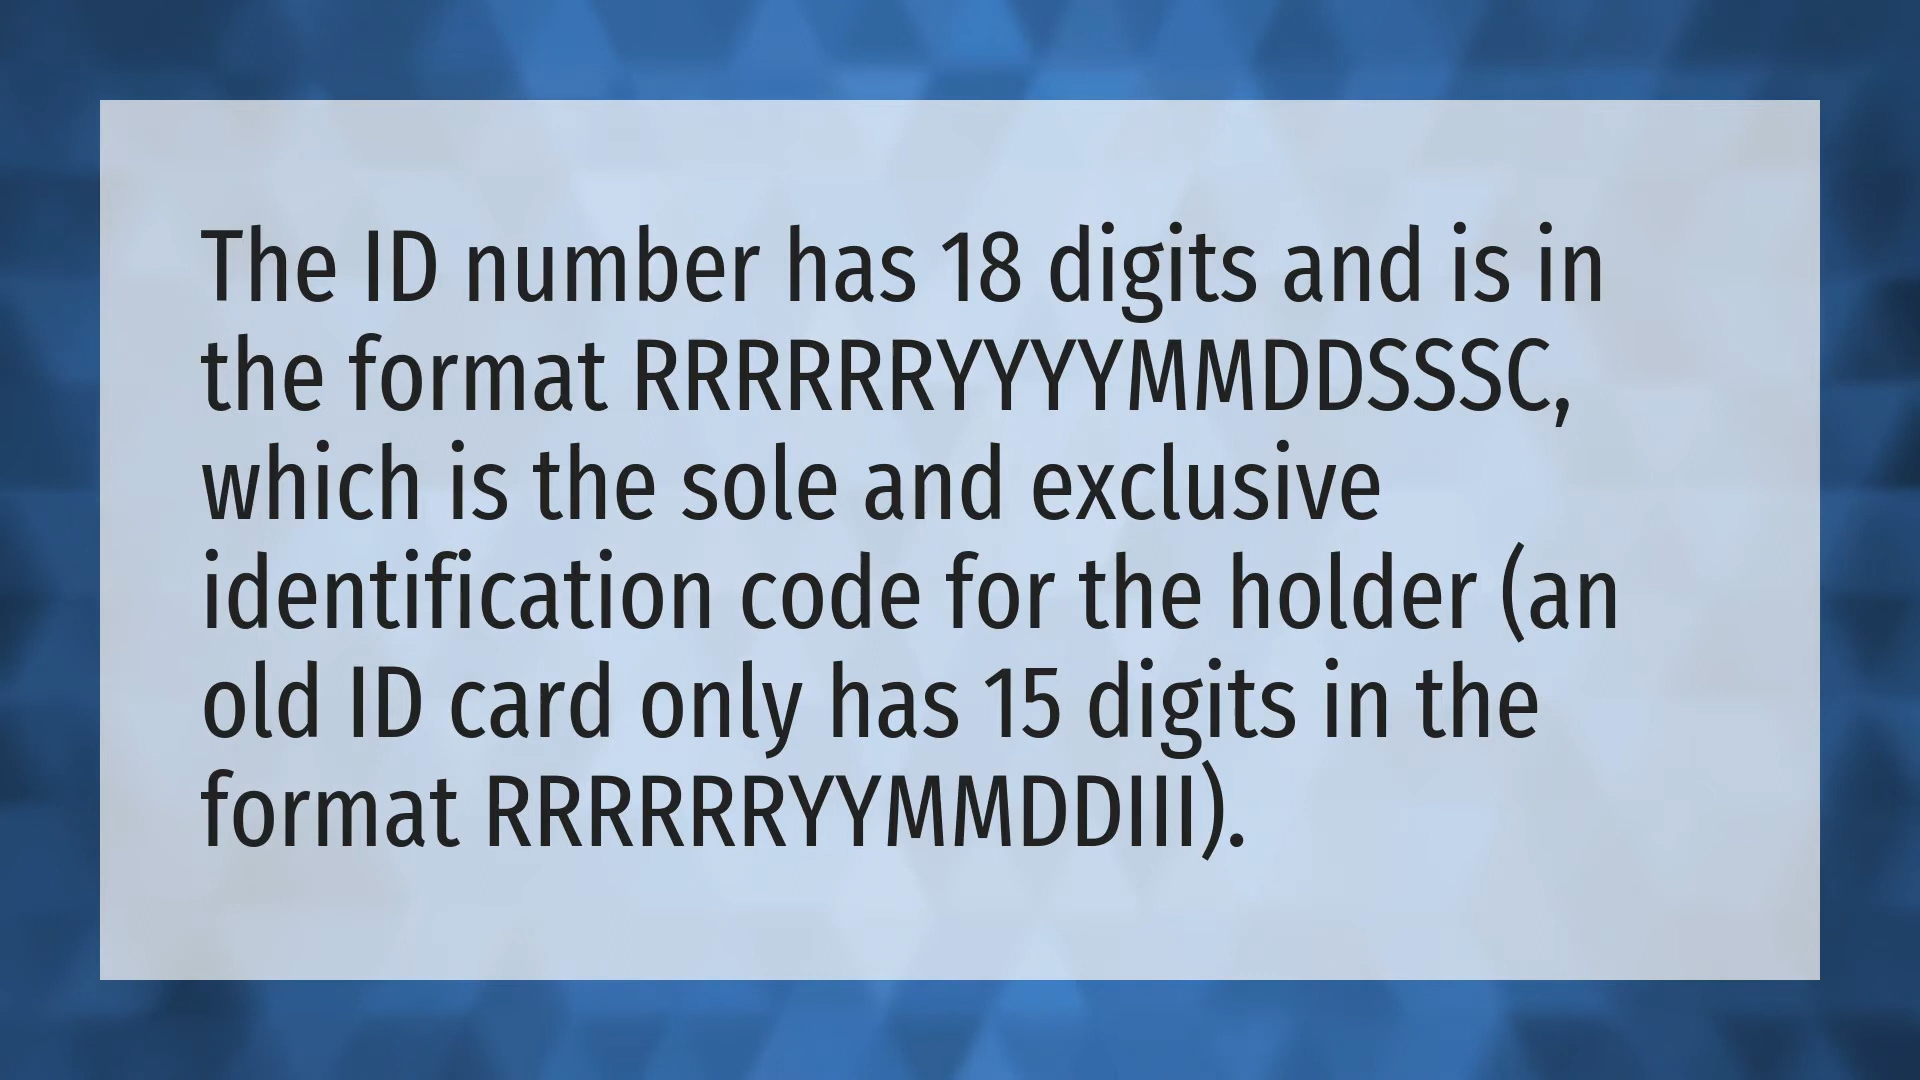 The ID number has 18 digits and is in
the format RRRRRRYYYYMMDDSSSC,
which is the sole and exclusive
identification code for the holder (an
old ID card only has 15 digits in the
format RRRRRRYYMMDDIII).